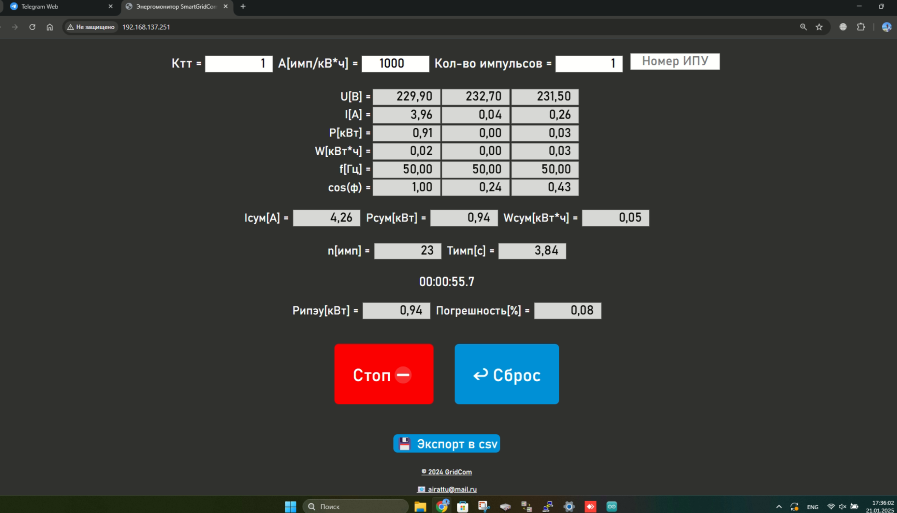 Telegram Web
Энергомонитор SmartGridCo
Не защищено 192.168.137.251
Ктт = 1 А[имп/кВ*ч] = 1000 Кол-во импульсов = 1 Номер ИПУ
U[В] = 229,90 232,70 231,50
I[А] = 3,96 0,04 0,26
P[кВт] = 0,91 0,00 0,03
W[кВт*ч] = 0,02 0,00 0,03
f[Гц] = 50,00 50,00 50,00
cos(ф) = 1,00 0,24 0,43
Iсум[А] = 4,26 Pсум[кВт] = 0,94 Wсум[кВт*ч] = 0,05
n[имп] = 23 Tимп[с] = 3,84
00:00:55.7
Рипэу[кВт] = 0,94 Погрешность[%] = 0,08
Стоп
Сброс
Экспорт в csv
© 2024 GridCom
airattu@mail.ru
Поиск
ENG
17:36:02
21.01.2025